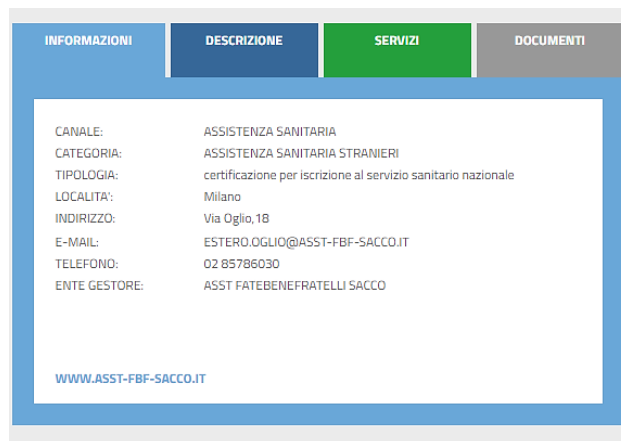 INFORMAZIONI DESCRIZIONE SERVIZI DOCUMENTI
CANALE: ASSISTENZA SANITARIA
CATEGORIA: ASSISTENZA SANITARIA STRANIERI
TIPOLOGIA: certificazione per iscrizione al servizio sanitario nazionale
LOCALITA': Milano
INDIRIZZO: Via Oglio, 18
E-MAIL: ESTERO.OGLIO@ASST-FBF-SACCO.IT
TELEFONO: 02 85786030
ENTE GESTORE: ASST FATEBENEFRATELLI SACCO
WWW.ASST-FBF-SACCO.IT